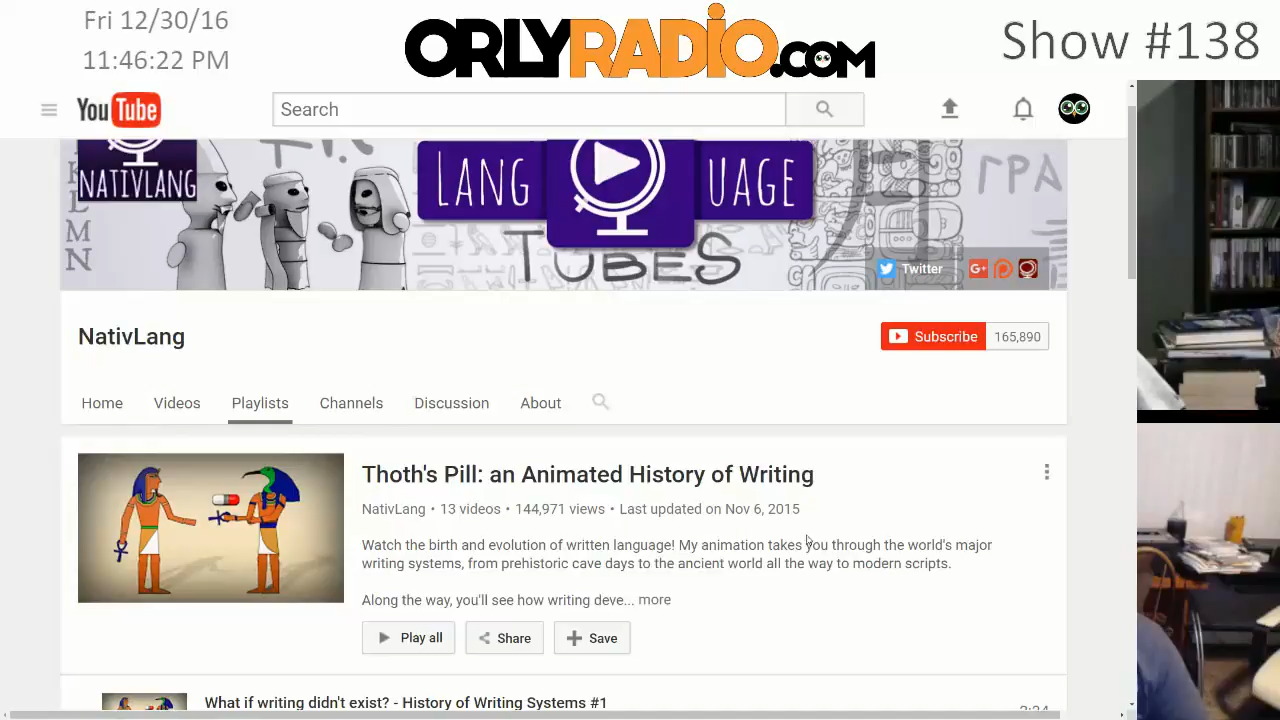 Fri 12/30/16
11:46:22 PM
ORLYRADIO.COM
Show #138
YouTube
Search
NATIVLANG
LANG UAGE
TUBES
ГРА
LMN
Twitter
G+
NativLang
Subscribe 165,890
Home Videos Playlists Channels Discussion About
Thoth's Pill: an Animated History of Writing
NativLang • 13 videos • 144,971 views • Last updated on Nov 6, 2015
Watch the birth and evolution of written language! My animation takes you through the world's major
writing systems, from prehistoric cave days to the ancient world all the way to modern scripts.
Along the way, you'll see how writing deve... more
Play all Share Save
What if writing didn't exist? - History of Writing Systems #1